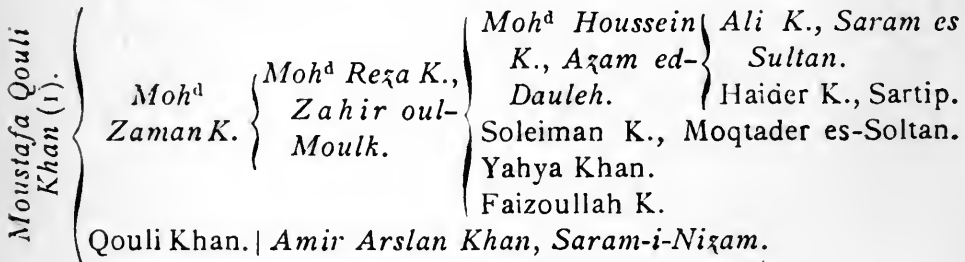 Moustafa Qouli
Khan (1).
Mohd
Zaman K.
Mohd Reza K.,
Zahir oul-
Moulk.
Mohd Houssein
K., Azam ed-
Dauleh.
Ali K., Saram es
Sultan.
Haider K., Sartip.
Soleiman K., Moqtader es-Soltan.
Yahya Khan.
Faizoullah K.
Qouli Khan. | Amir Arslan Khan, Saram-i-Nizam.